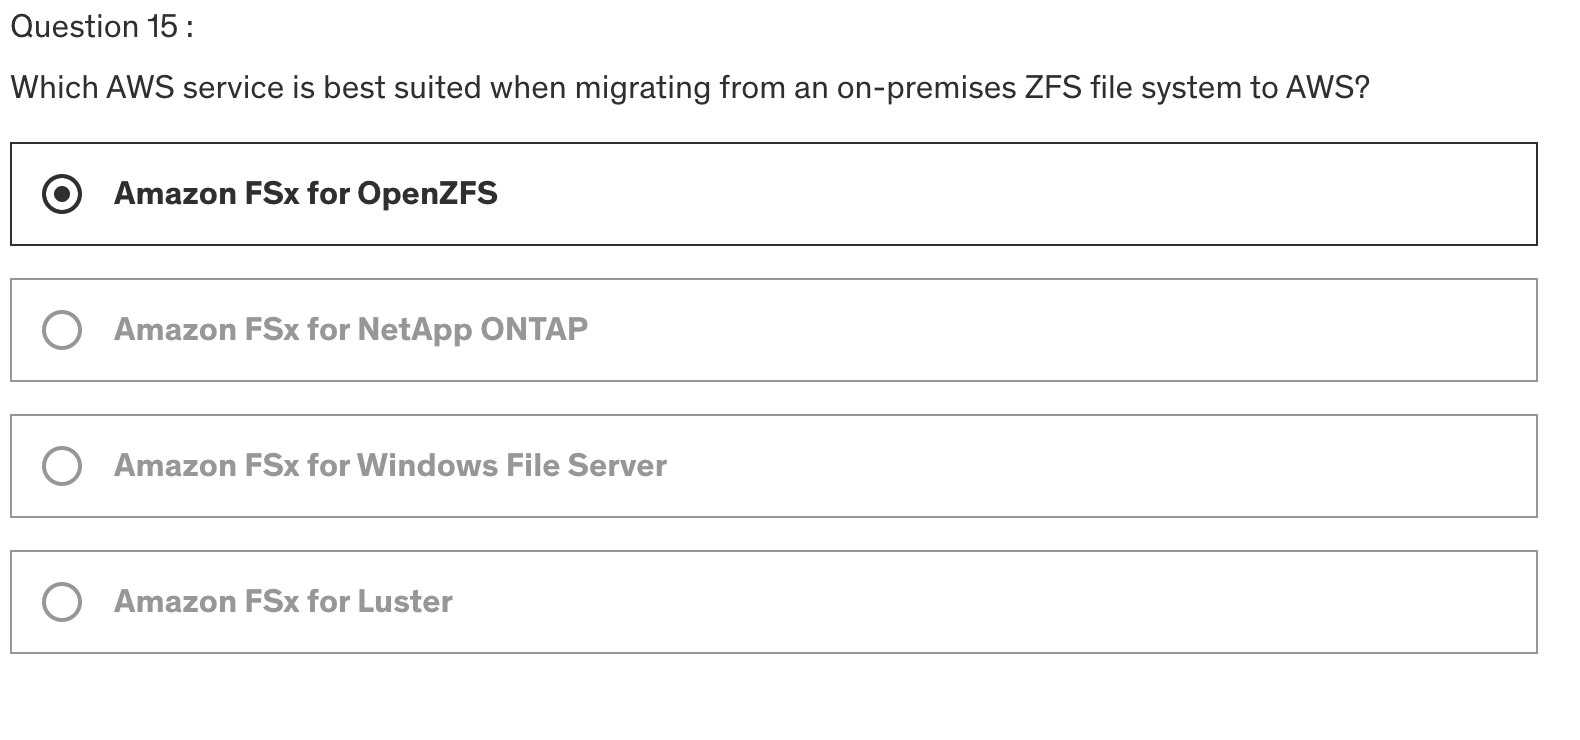 Question 15 :
Which AWS service is best suited when migrating from an on-premises ZFS file system to AWS?
Amazon FSx for OpenZFS
Amazon FSx for NetApp ONTAP
Amazon FSx for Windows File Server
Amazon FSx for Luster